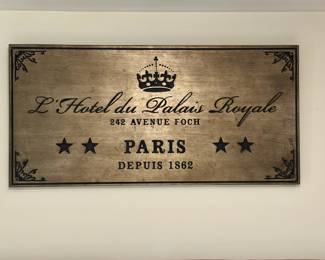 L'Hotel du Palais Royale
242 AVENUE FOCH
PARIS
DEPUIS 1862